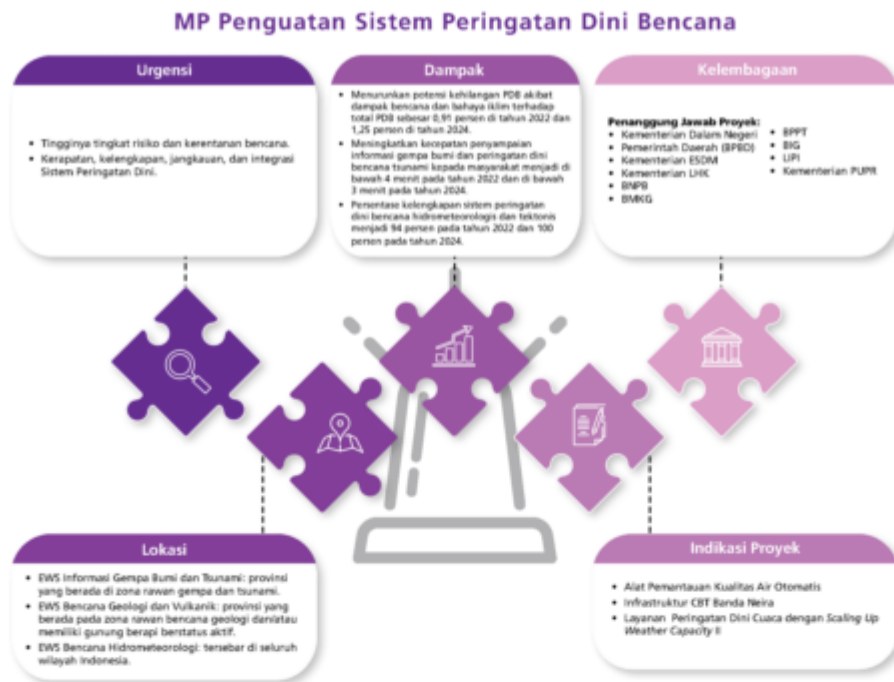 MP Penguatan Sistem Peringatan Dini Bencana
Urgensi
• Tingginya tingkat risiko dan kerentanan bencana.
• Kerapatan, kelengkapan, jangkauan, dan integrasi
Sistem Peringatan Dini.
Dampak
• Menurunkan potensi kehilangan PDB akibat
dampak bencana dan bahaya iklim terhadap
total PDB sebesar 0,91 persen di tahun 2022 dan
1,25 persen di tahun 2024.
• Meningkatkan kecepatan penyampaian
informasi gempa bumi dan peringatan dini
bencana tsunami kepada masyarakat menjadi di
bawah 4 menit pada tahun 2022 dan di bawah
3 menit pada tahun 2024.
• Persentase kelengkapan sistem peringatan
dini bencana hidrometeorologis dan tektonis
menjadi 94 persen pada tahun 2022 dan 100
persen pada tahun 2024.
Kelembagaan
Penanggung Jawab Proyek:
• Kementerian Dalam Negeri
• Pemerintah Daerah (BPBD)
• Kementerian ESDM
• Kementerian LHK
• BNPB
• BMKG
• BPPT
• BIG
• LIPI
• Kementerian PUPR
Lokasi
• EWS Informasi Gempa Bumi dan Tsunami: provinsi
yang berada di zona rawan gempa dan tsunami.
• EWS Bencana Geologi dan Vulkanik: provinsi yang
berada pada zona rawan bencana geologi dan/atau
memiliki gunung berapi berstatus aktif.
• EWS Bencana Hidrometeorologi: tersebar di seluruh
wilayah Indonesia.
Indikasi Proyek
• Alat Pemantauan Kualitas Air Otomatis
• Infrastruktur CBT Banda Neira
• Layanan Peringatan Dini Cuaca dengan Scaling Up
Weather Capacity II